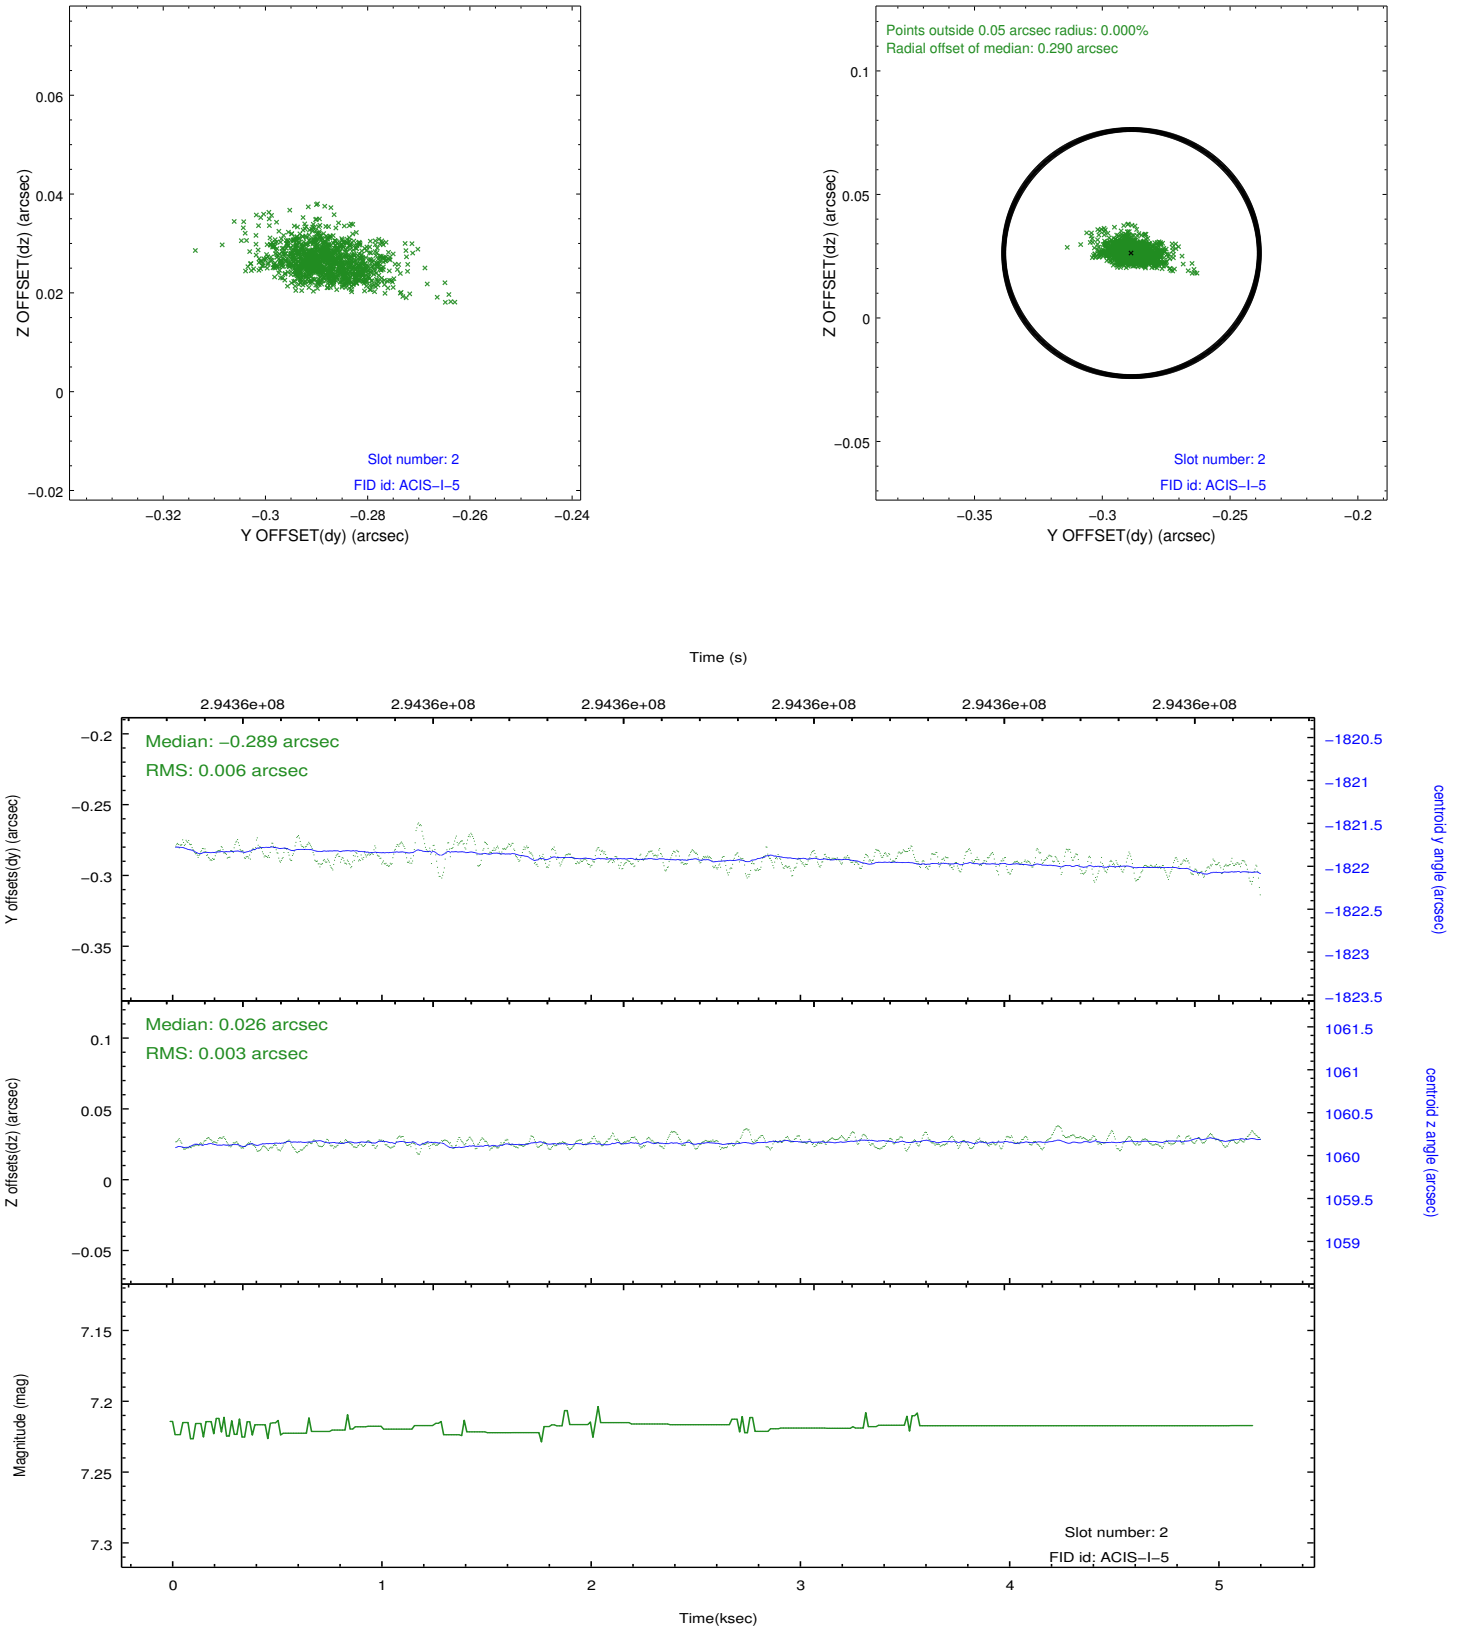 0.06
0.04
0.02
0
−0.02
Z OFFSET(dz) (arcsec)
Slot number: 2
FID id: ACIS−I−5
−0.32 −0.3 −0.28 −0.26 −0.24
Y OFFSET(dy) (arcsec)
Points outside 0.05 arcsec radius: 0.000%
Radial offset of median: 0.290 arcsec
0.1
0.05
0
−0.05
Z OFFSET(dz) (arcsec)
Slot number: 2
FID id: ACIS−I−5
−0.35 −0.3 −0.25 −0.2
Y OFFSET(dy) (arcsec)
Time (s)
2.9436e+08 2.9436e+08 2.9436e+08 2.9436e+08 2.9436e+08 2.9436e+08
Median: −0.289 arcsec
RMS: 0.006 arcsec
−0.2
−0.25
−0.3
−0.35
Y offsets(dy) (arcsec)
−1820.5
−1821
−1821.5
−1822
−1822.5
−1823
−1823.5
centroid y angle (arcsec)
Median: 0.026 arcsec
RMS: 0.003 arcsec
0.1
0.05
0
−0.05
Z offsets(dz) (arcsec)
1061.5
1061
1060.5
1060
1059.5
1059
centroid z angle (arcsec)
7.15
7.2
7.25
7.3
Magnitude (mag)
Slot number: 2
FID id: ACIS−I−5
0 1 2 3 4 5
Time(ksec)